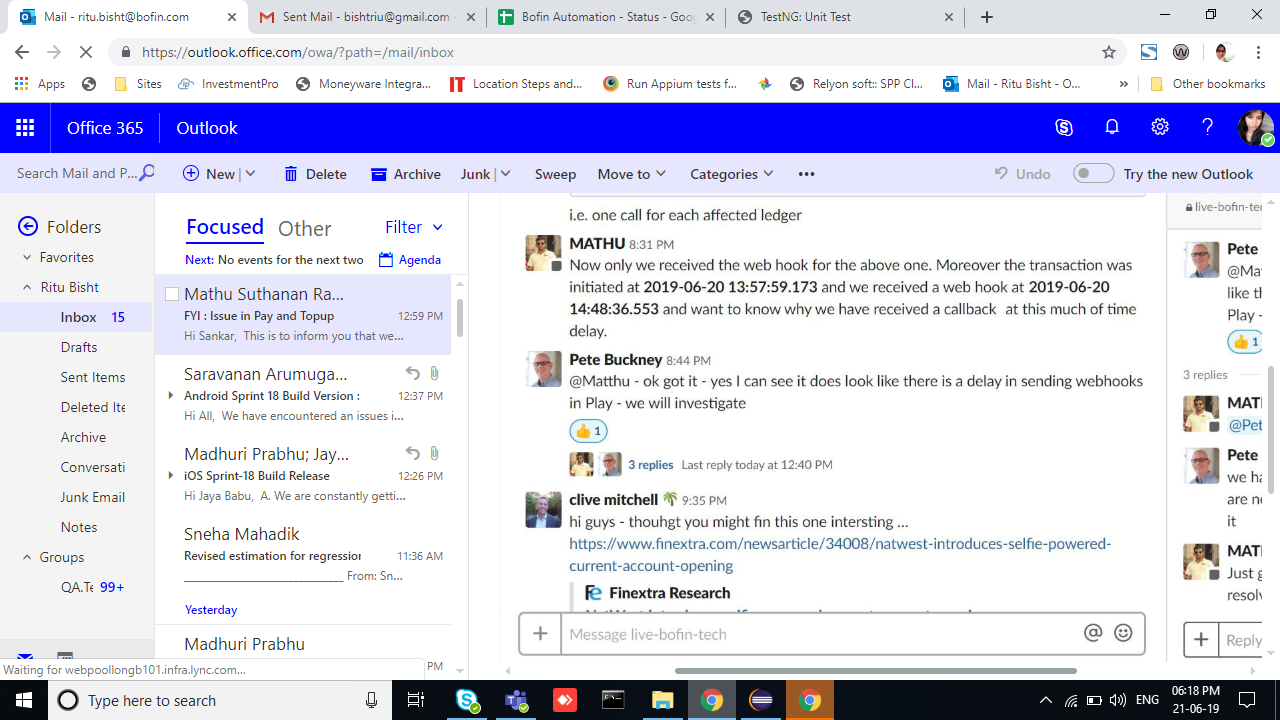 Mail - ritu.bisht@bofin.com
Sent Mail - bishtriu@gmail.com -
Bofin Automation - Status - Goog
TestNG: Unit Test
https://outlook.office.com/owa/?path=/mail/inbox
Apps
Sites
InvestmentPro
Moneyware Integra...
Location Steps and...
Run Appium tests f...
Relyon soft:: SPP Cl...
Mail - Ritu Bisht - O...
Other bookmarks
Office 365
Outlook
Search Mail and P...
New
Delete
Archive
Junk
Sweep
Move to
Categories
Undo
Try the new Outlook
Folders
Favorites
Ritu Bisht
Inbox 15
Drafts
Sent Items
Deleted Ite
Archive
Conversati
Junk Email
Notes
Groups
QA.Te 99+
Focused Other
Filter
Next: No events for the next two
Agenda
Mathu Suthanan Ra...
FYI : Issue in Pay and Topup 12:59 PM
Hi Sankar, This is to inform you that we...
Saravanan Arumuga...
Android Sprint 18 Build Version : 12:37 PM
Hi All, We have encountered an issues i...
Madhuri Prabhu; Jay...
iOS Sprint-18 Build Release 12:26 PM
Hi Jaya Babu, A. We are constantly getti...
Sneha Mahadik
Revised estimation for regression 11:36 AM
________________________________ From: Sn...
Yesterday
Madhuri Prabhu
PM
Waiting for webpoollongb101.infra.lync.com...
i.e. one call for each affected ledger
MATHU 8:31 PM
Now only we received the web hook for the above one. Moreover the transaction was
initiated at 2019-06-20 13:57:59.173 and we received a web hook at 2019-06-20
14:48:36.553 and want to know why we have received a callback at this much of time
delay.
Pete Buckney 8:44 PM
@Matthu - ok got it - yes I can see it does look like there is a delay in sending webhooks
in Play - we will investigate
👍 1
3 replies Last reply today at 12:40 PM
clive mitchell 🌴 9:35 PM
hi guys - thouhgt you might fin this one intersting ...
https://www.finextra.com/newsarticle/34008/natwest-introduces-selfie-powered-
current-account-opening
Finextra Research
Message live-bofin-tech
live-bofin-tec
Pete
@Mat
like th
Play -
👍 1
3 replies
MATI
@Pet
Pete
we ha
are no
it
MATI
Just g
resolv
Reply
Type here to search
ENG
06:18 PM
21-06-19